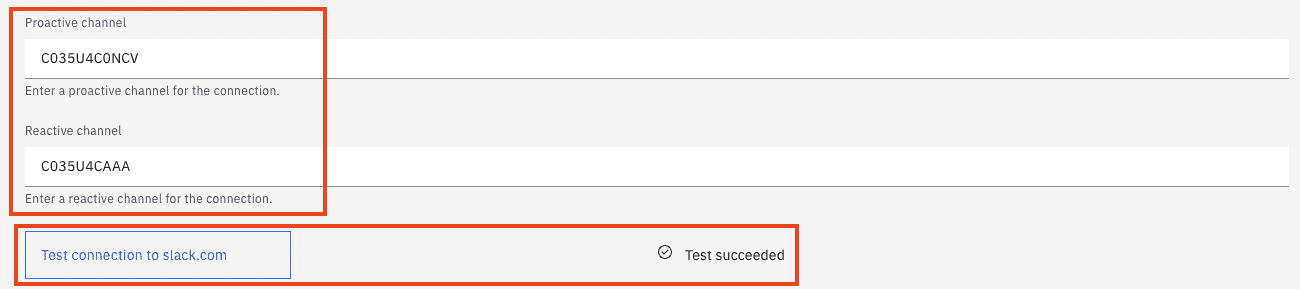 Proactive channel
C035U4C0NCV
Enter a proactive channel for the connection.
Reactive channel
C035U4CAAA
Enter a reactive channel for the connection.
Test connection to slack.com
Test succeeded